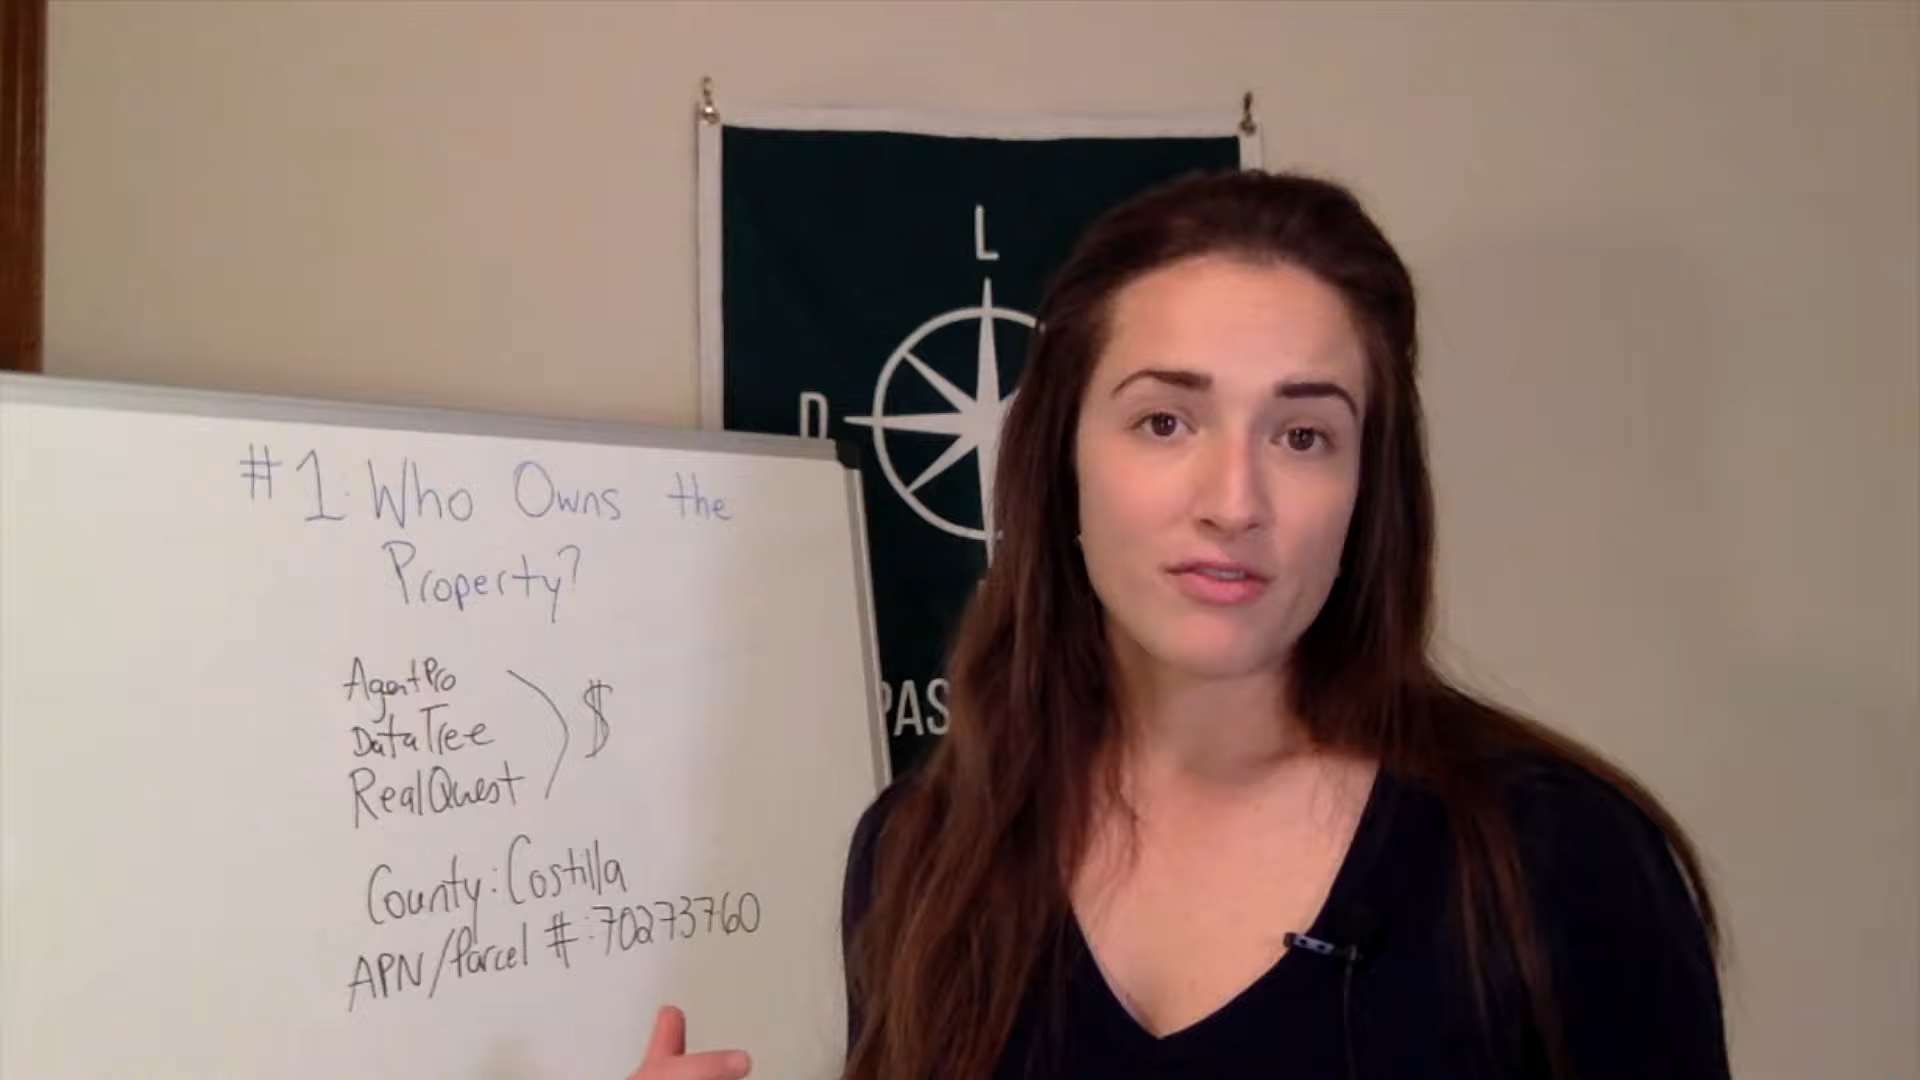 #1: Who Owns the
Property?
AgentPro
DataTree
RealQuest
$
County: Costilla
APN/Parcel #: 70273760
L
D
PAS